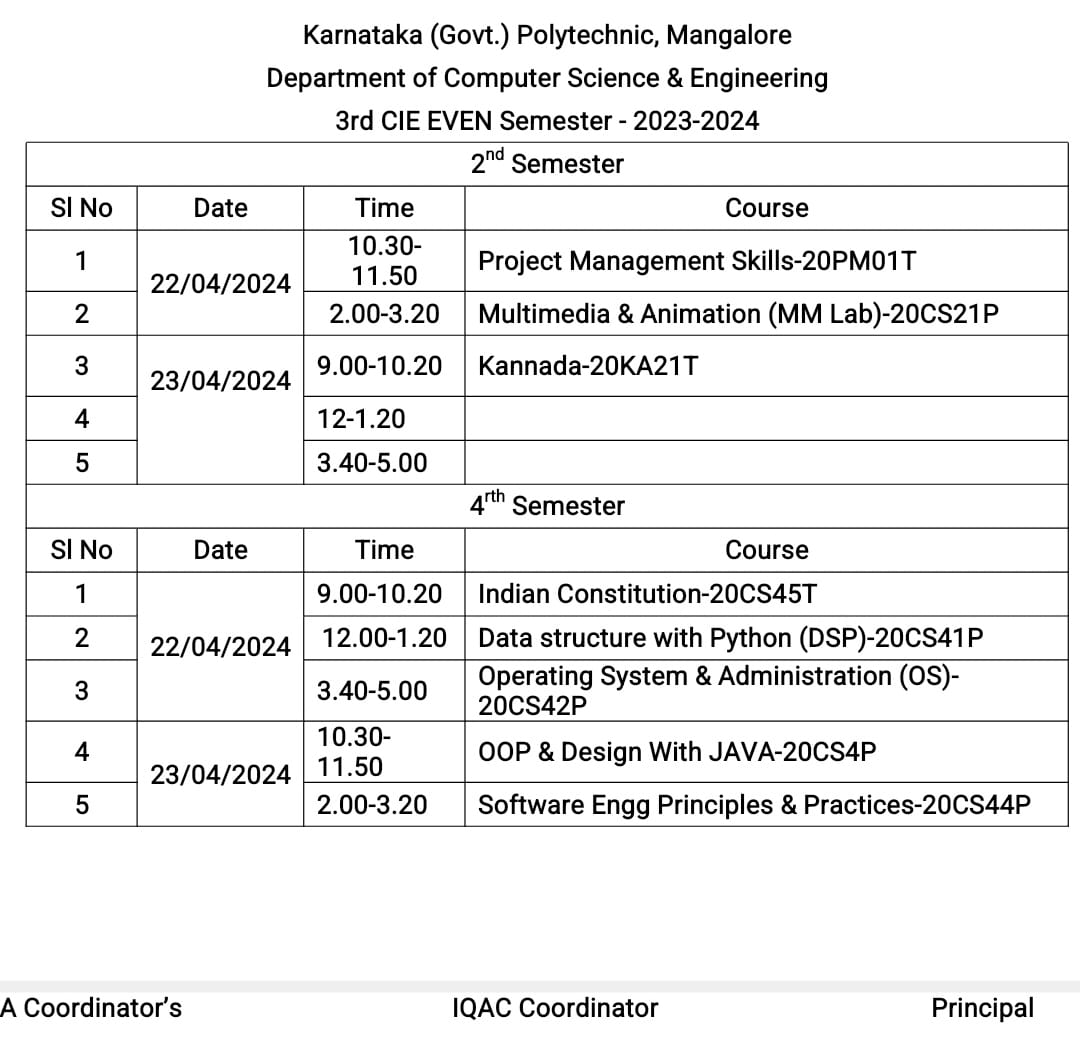 Karnataka (Govt.) Polytechnic, Mangalore
Department of Computer Science & Engineering
3rd CIE EVEN Semester - 2023-2024
2nd Semester
Sl No Date Time Course
1 22/04/2024 10.30-
11.50 Project Management Skills-20PM01T
2 2.00-3.20 Multimedia & Animation (MM Lab)-20CS21P
3 23/04/2024 9.00-10.20 Kannada-20KA21T
4 12-1.20
5 3.40-5.00
4rth Semester
Sl No Date Time Course
1 22/04/2024 9.00-10.20 Indian Constitution-20CS45T
2 12.00-1.20 Data structure with Python (DSP)-20CS41P
3 3.40-5.00 Operating System & Administration (OS)-
20CS42P
4 23/04/2024 10.30-
11.50 OOP & Design With JAVA-20CS4P
5 2.00-3.20 Software Engg Principles & Practices-20CS44P
A Coordinator's IQAC Coordinator Principal